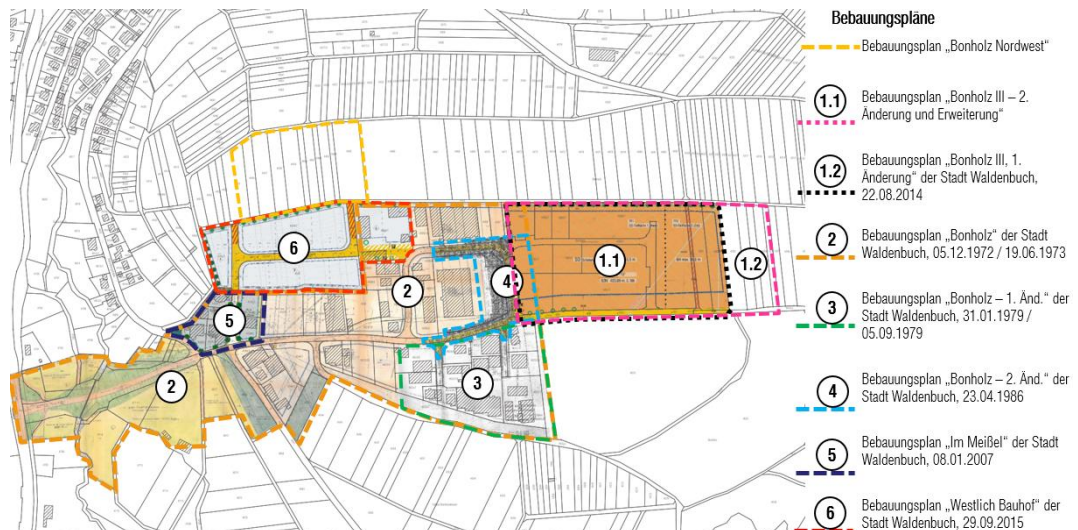 Bebauungspläne
Bebauungsplan „Bonholz Nordwest“
1.1
Bebauungsplan „Bonholz III – 2.
Änderung und Erweiterung“
1.2
Bebauungsplan „Bonholz III, 1.
Änderung“ der Stadt Waldenbuch,
22.08.2014
2
Bebauungsplan „Bonholz“ der Stadt
Waldenbuch, 05.12.1972 / 19.06.1973
3
Bebauungsplan „Bonholz – 1. Änd.“ der
Stadt Waldenbuch, 31.01.1979 /
05.09.1979
4
Bebauungsplan „Bonholz – 2. Änd.“ der
Stadt Waldenbuch, 23.04.1986
5
Bebauungsplan „Im Meißel“ der Stadt
Waldenbuch, 08.01.2007
6
Bebauungsplan „Westlich Bauhof“ der
Stadt Waldenbuch, 29.09.2015
6
1.1
1.2
2
4
5
3
2